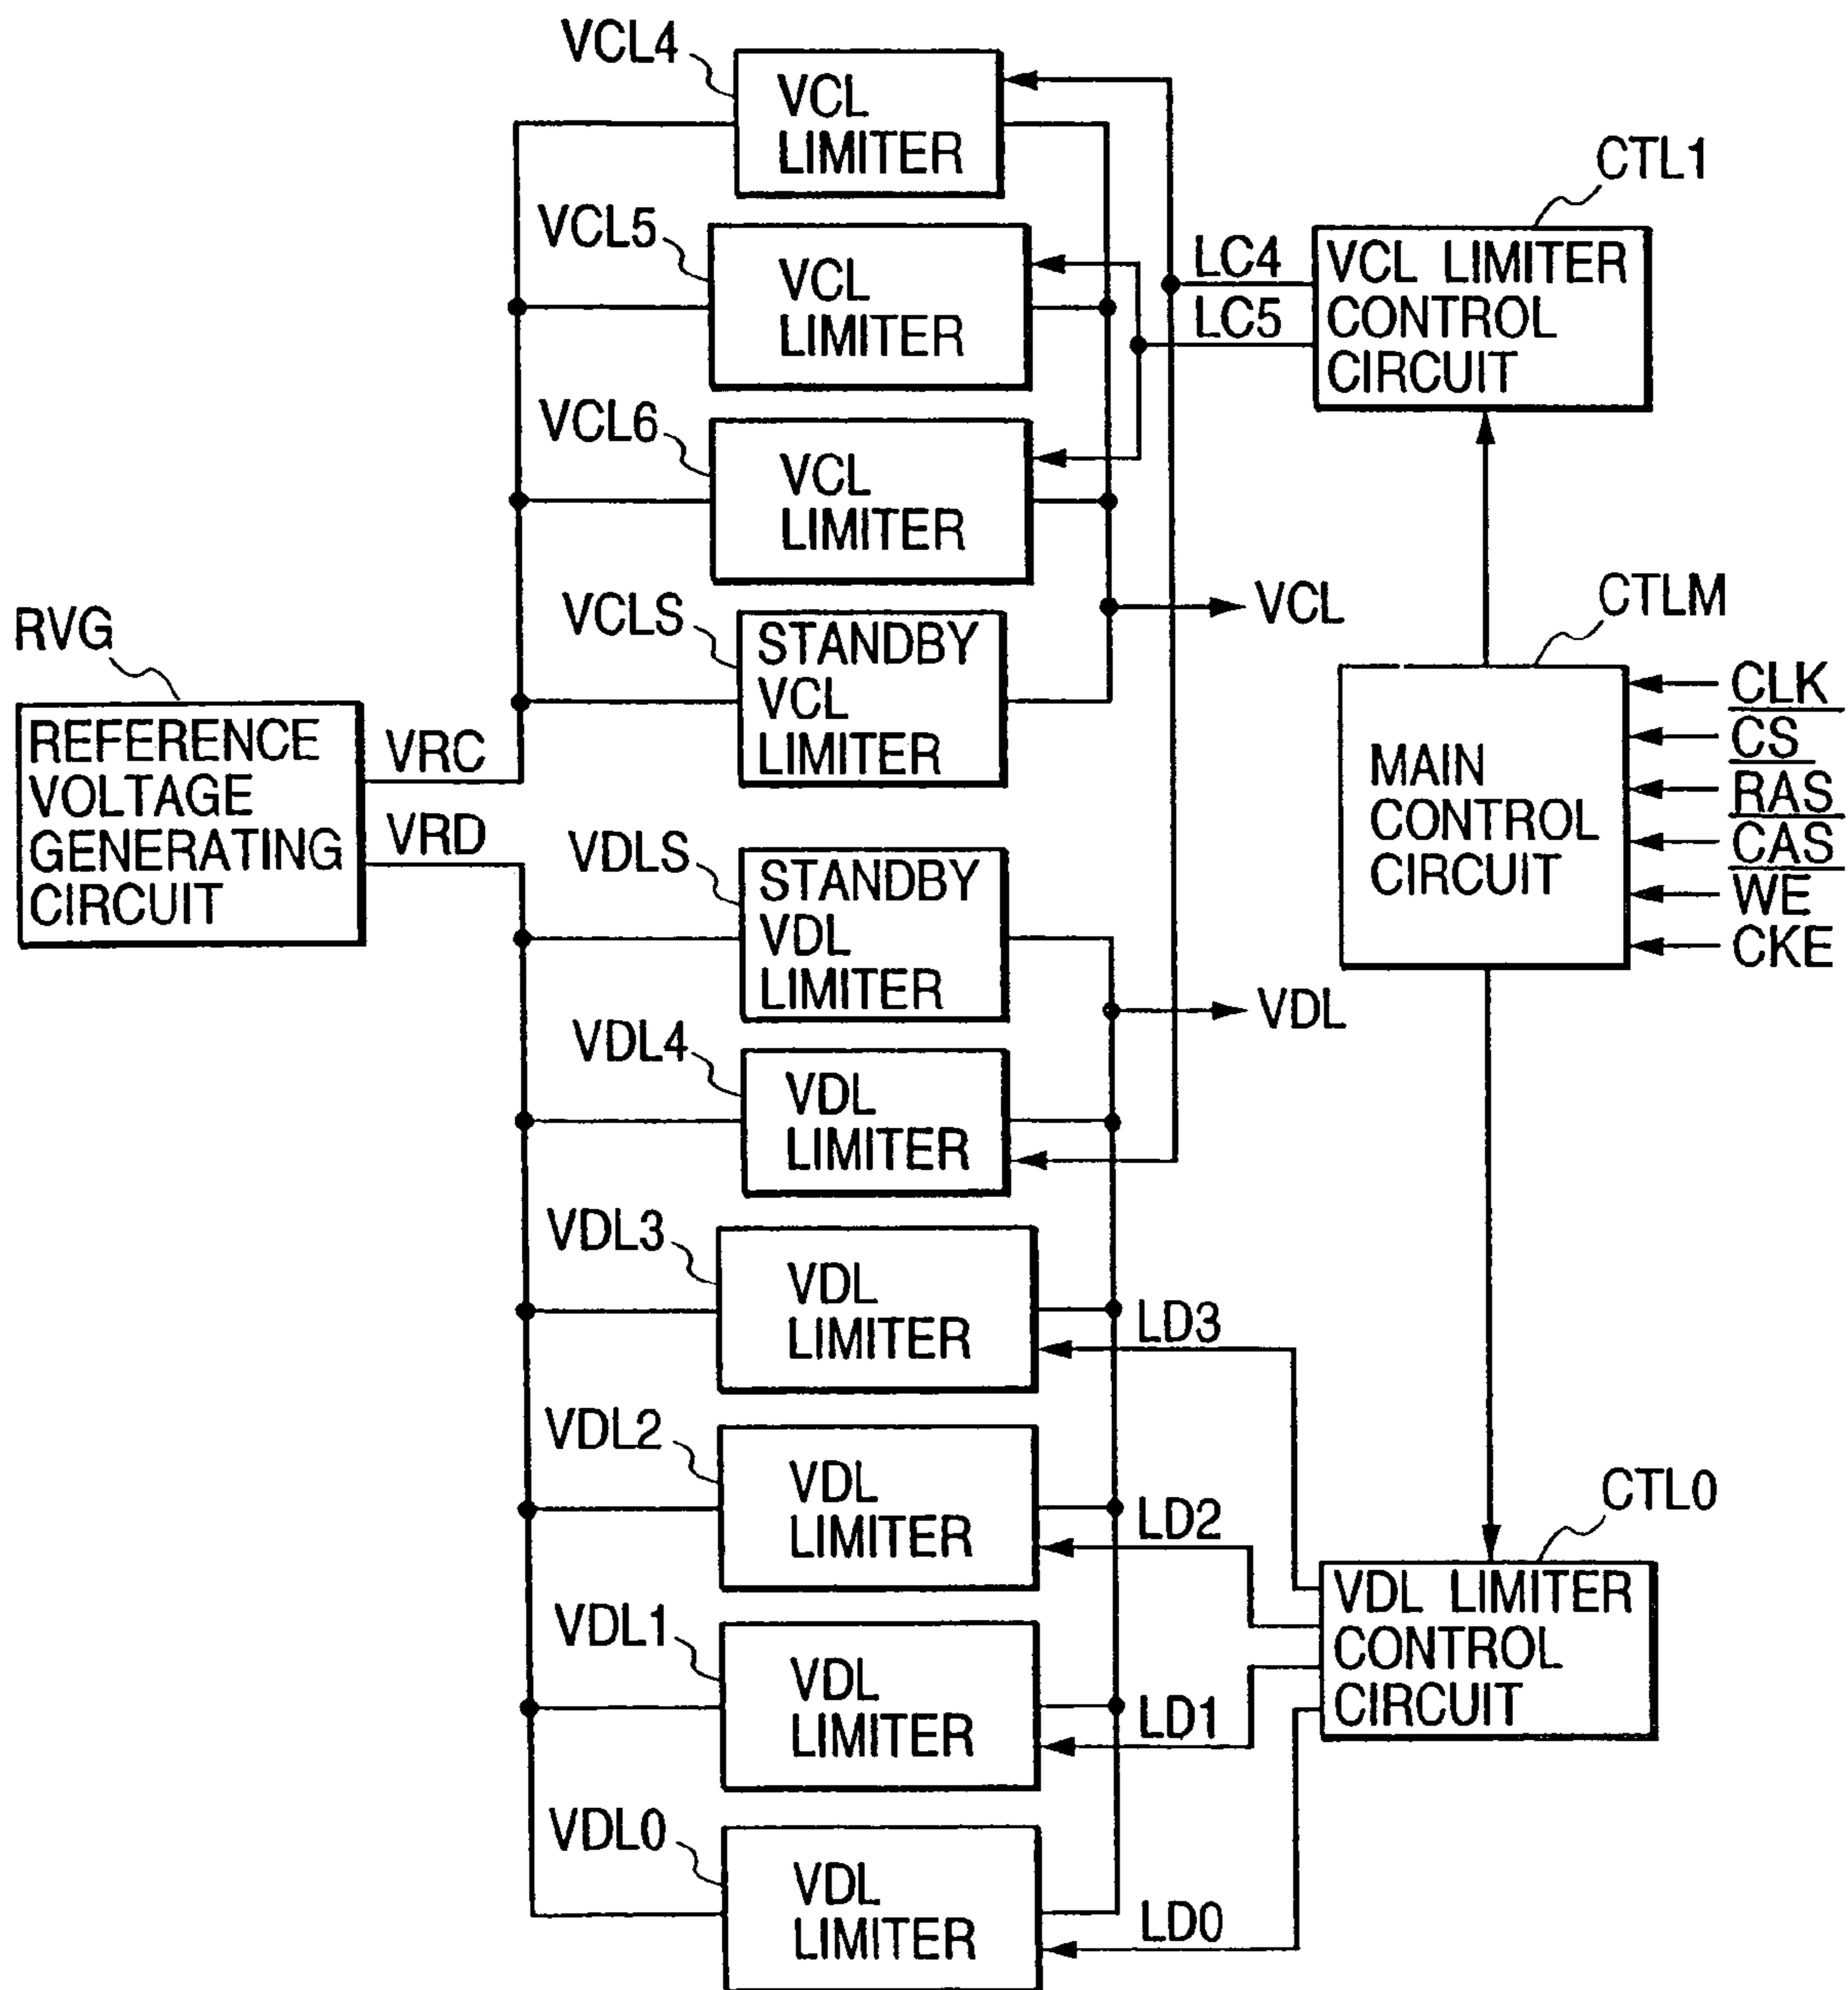 VCL4
VCL
LIMITER
CTL1
VCL5
VCL
LIMITER
LC4
LC5
VCL LIMITER
CONTROL
CIRCUIT
VCL6
VCL
LIMITER
VCLS
STANDBY
VCL
LIMITER
VCL
CTLM
RVG
REFERENCE
VOLTAGE
GENERATING
CIRCUIT
VRC
VRD
MAIN
CONTROL
CIRCUIT
CLK
CS
RAS
CAS
WE
CKE
VDLS
STANDBY
VDL
LIMITER
VDL
VDL4
VDL
LIMITER
VDL3
VDL
LIMITER
LD3
VDL2
VDL
LIMITER
LD2
CTL0
VDL LIMITER
CONTROL
CIRCUIT
VDL1
VDL
LIMITER
LD1
VDL0
VDL
LIMITER
LD0